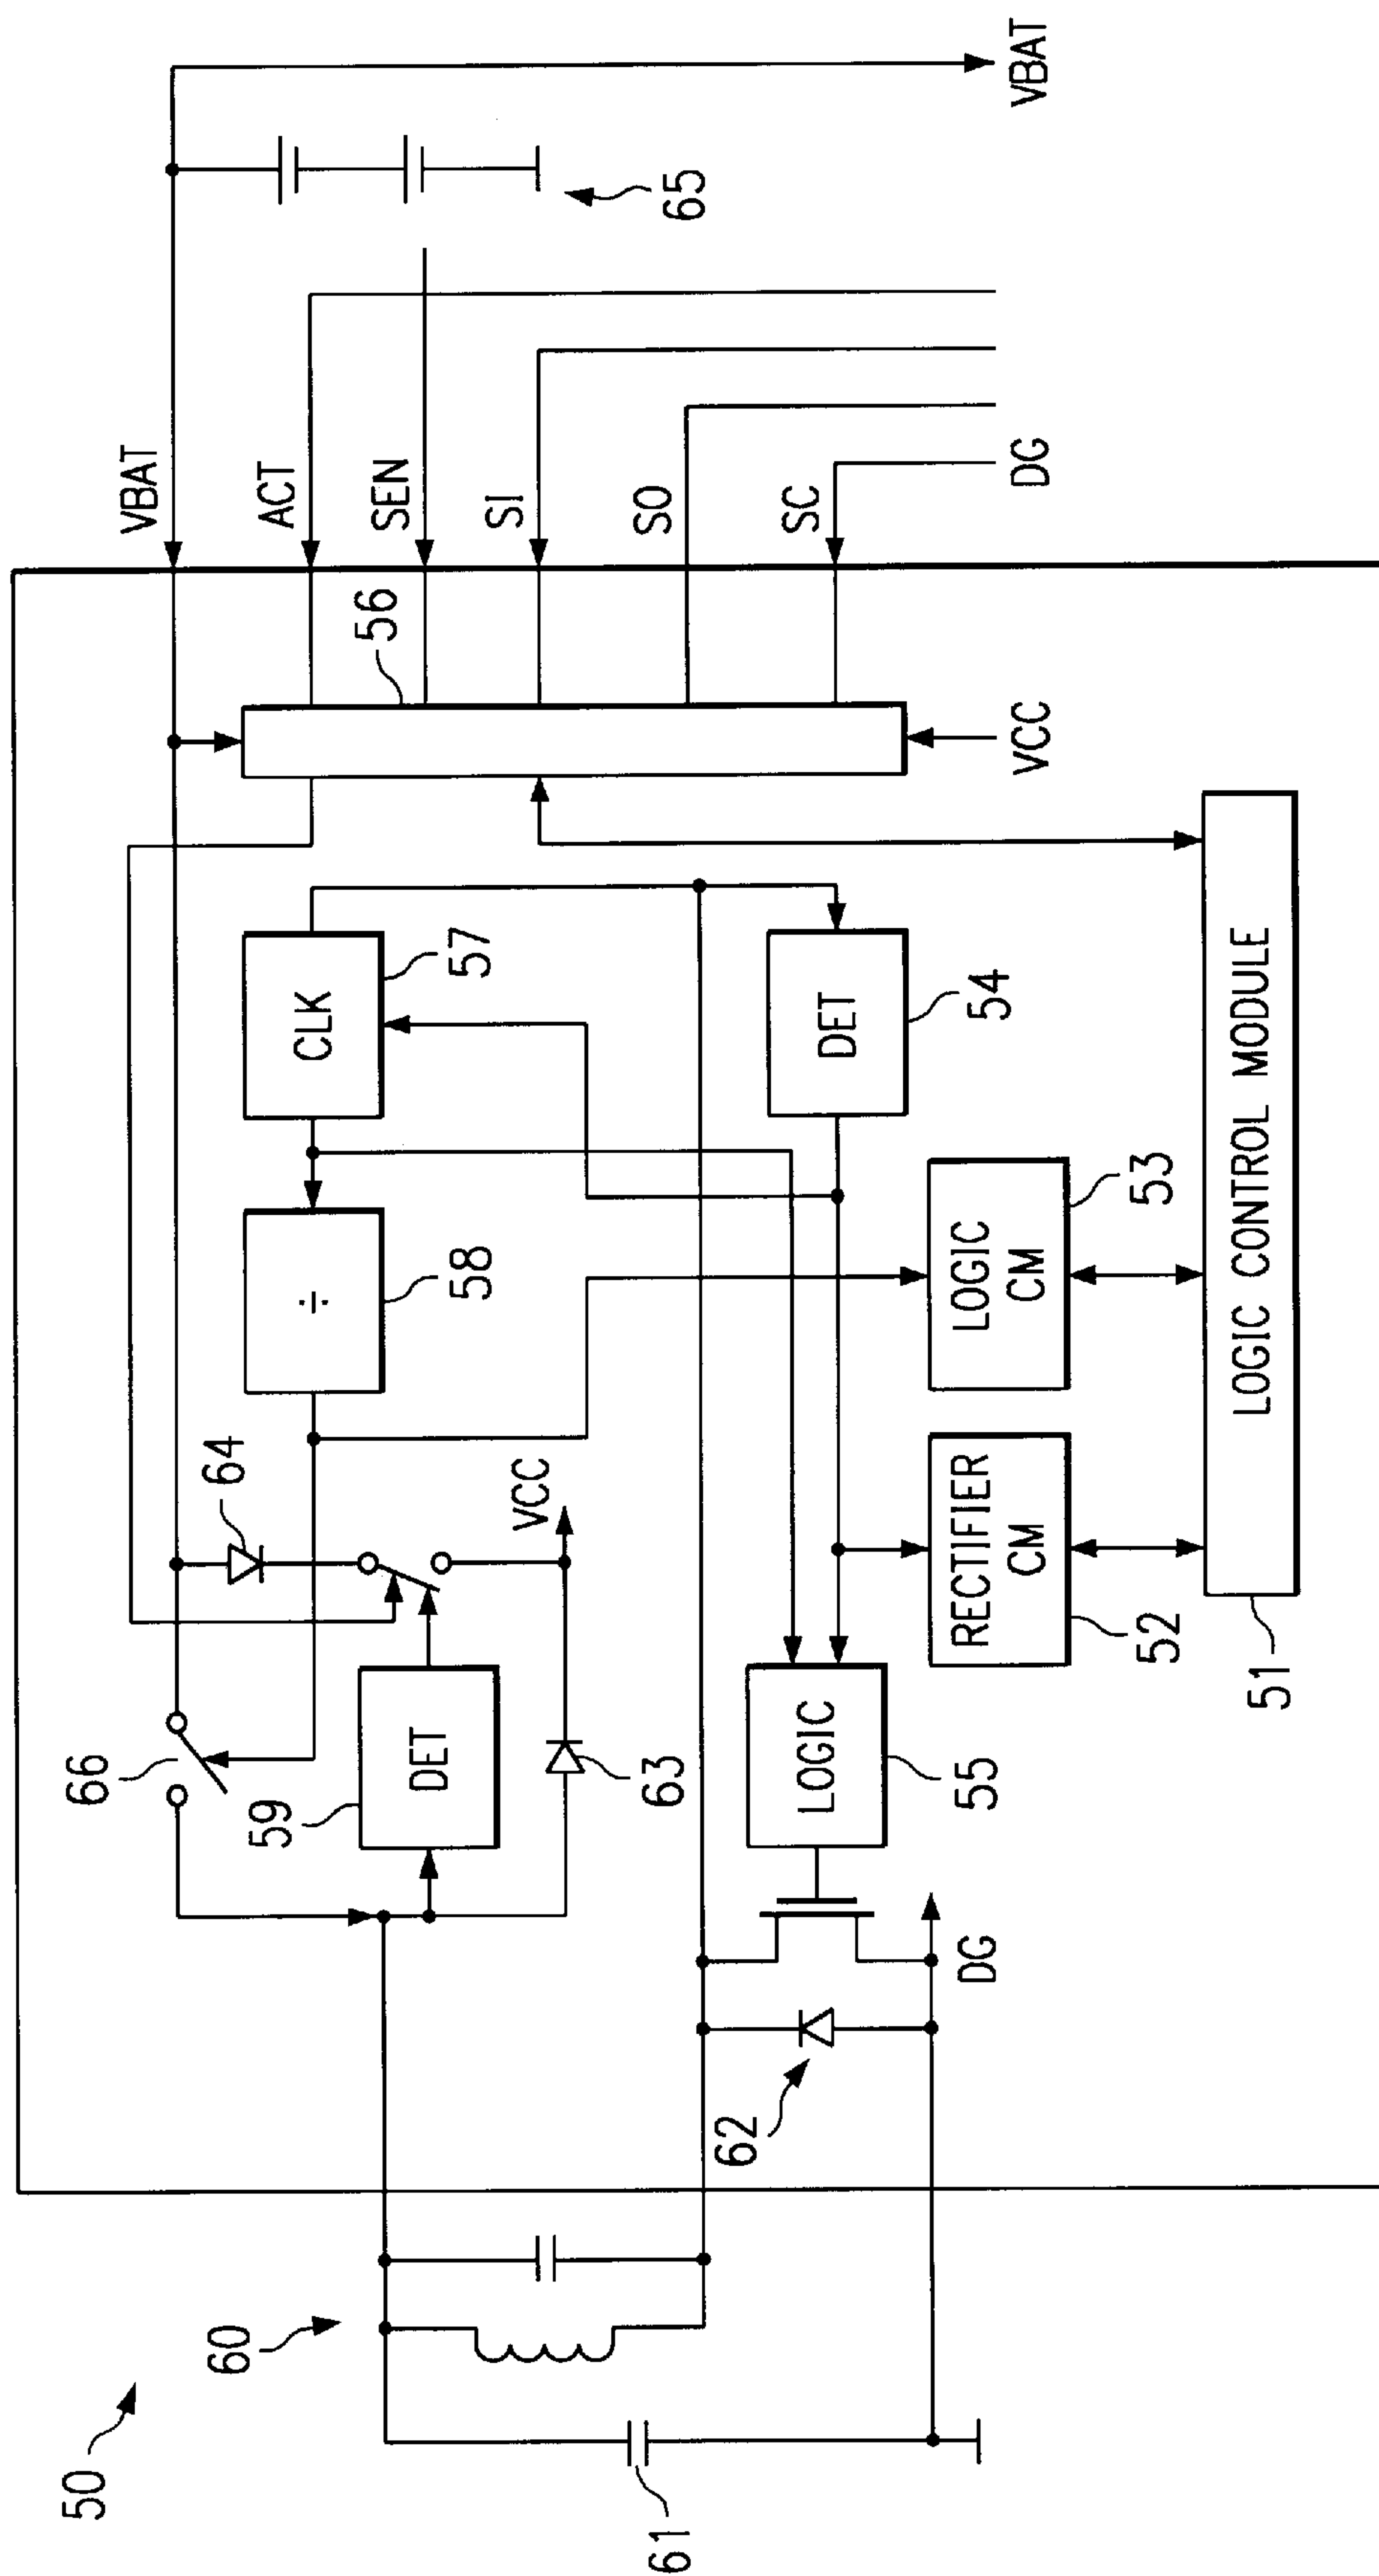 50
60
61
62
DG
66
59
DET
63
VCC
64
LOGIC
55
RECTIFIER
CM
52
LOGIC
CM
53
LOGIC CONTROL MODULE
51
÷
58
CLK
57
DET
54
56
VCC
VBAT
ACT
SEN
SI
SO
SC
DG
65
VBAT